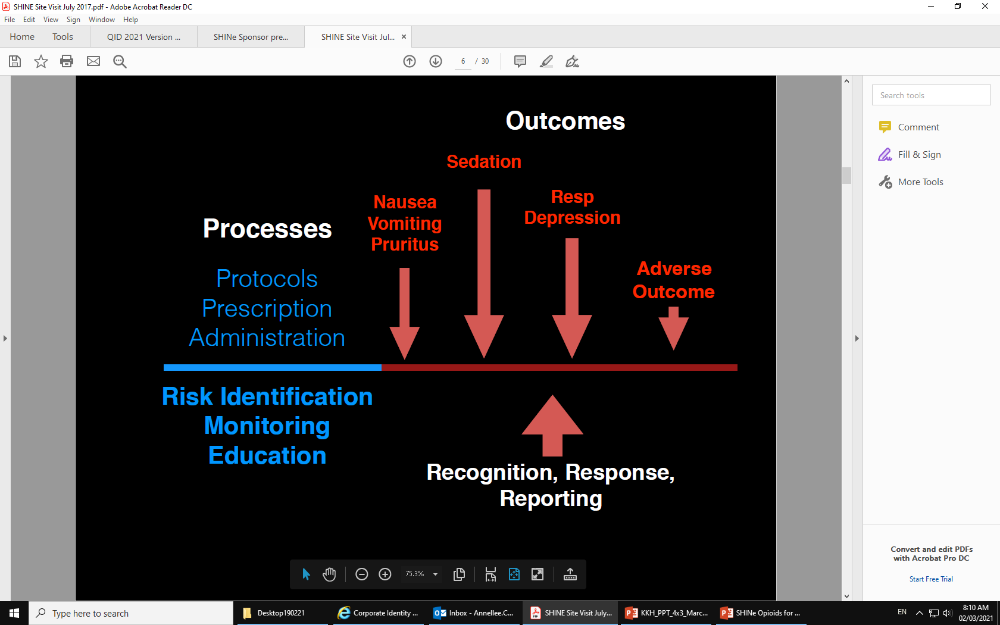 SHINE Site Visit July 2017.pdf - Adobe Acrobat Reader DC
File Edit View Sign Window Help
Home Tools QID 2021 Version ... SHINe Sponsor pre... SHINE Site Visit Jul... ×
6 / 30
Outcomes
Sedation
Nausea
Vomiting
Pruritus
Resp
Depression
Processes
Adverse
Outcome
Protocols
Prescription
Administration
Risk Identification
Monitoring
Education
Recognition, Response,
Reporting
75.3%
Search tools
Comment
Fill & Sign
More Tools
Convert and edit PDFs
with Acrobat Pro DC
Start Free Trial
Type here to search
Desktop190221
Corporate Identity ...
Inbox - Annellee.C...
SHINE Site Visit July...
KKH_PPT_4x3_Marc...
SHINe Opioids for ...
EN
8:10 AM
02/03/2021